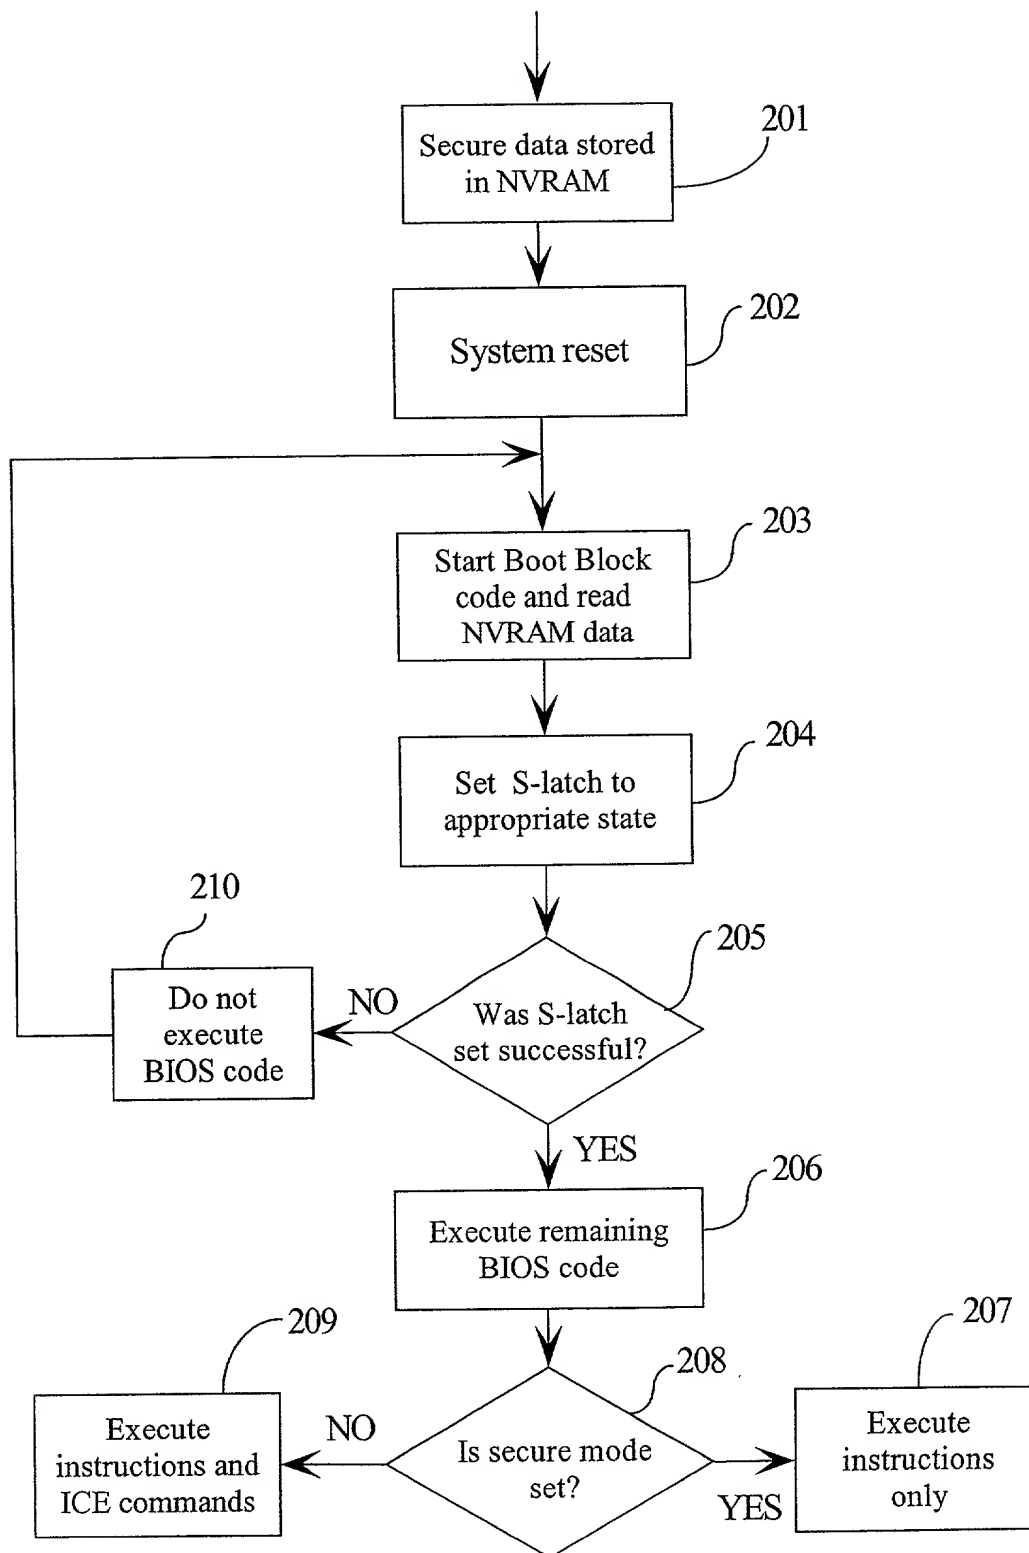 201
Secure data stored
in NVRAM
202
System reset
203
Start Boot Block
code and read
NVRAM data
204
Set S-latch to
appropriate state
210
205
Do not
execute
BIOS code
NO
Was S-latch
set successful?
YES
206
Execute remaining
BIOS code
209
208
207
Execute
instructions and
ICE commands
NO
Is secure mode
set?
YES
Execute
instructions
only